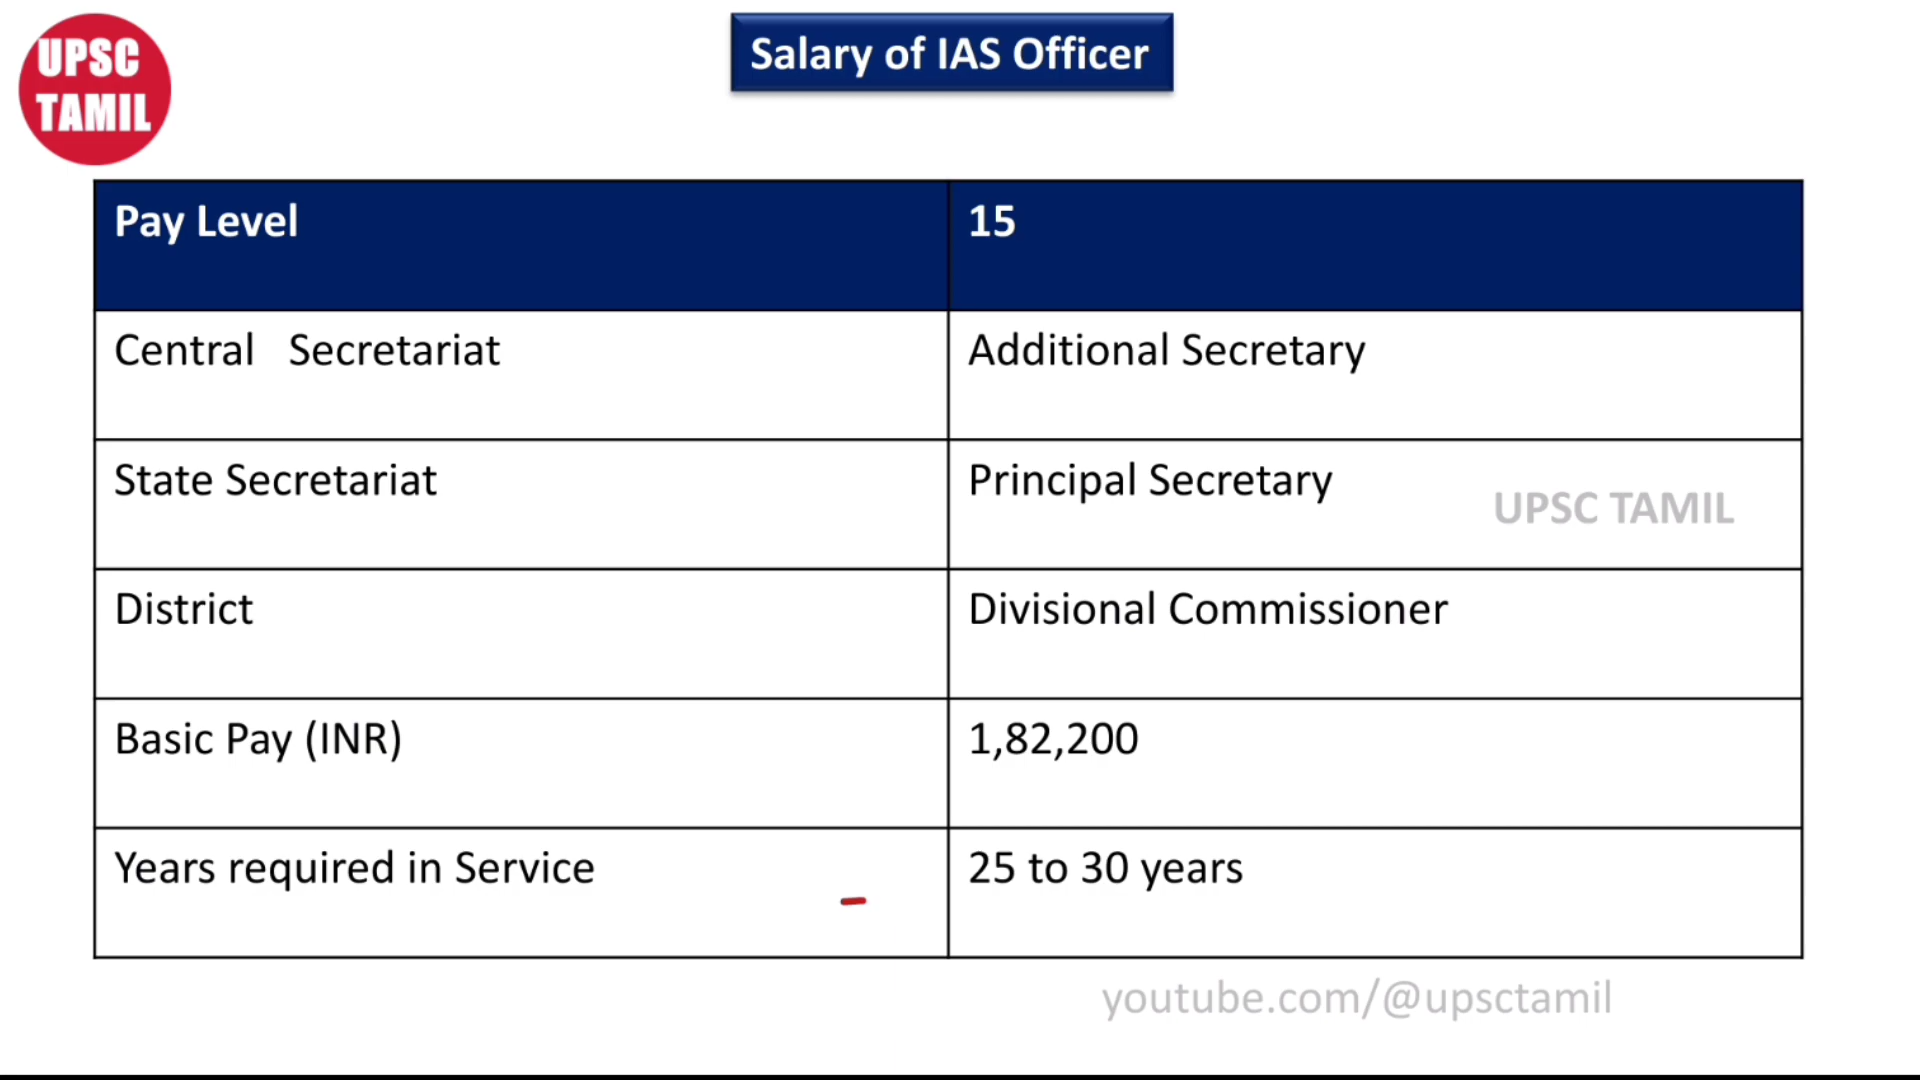 UPSC
TAMIL
Salary of IAS Officer
Pay Level 15
Central Secretariat Additional Secretary
State Secretariat Principal Secretary
UPSC TAMIL
District Divisional Commissioner
Basic Pay (INR) 1,82,200
Years required in Service 25 to 30 years
youtube.com/@upsctamil